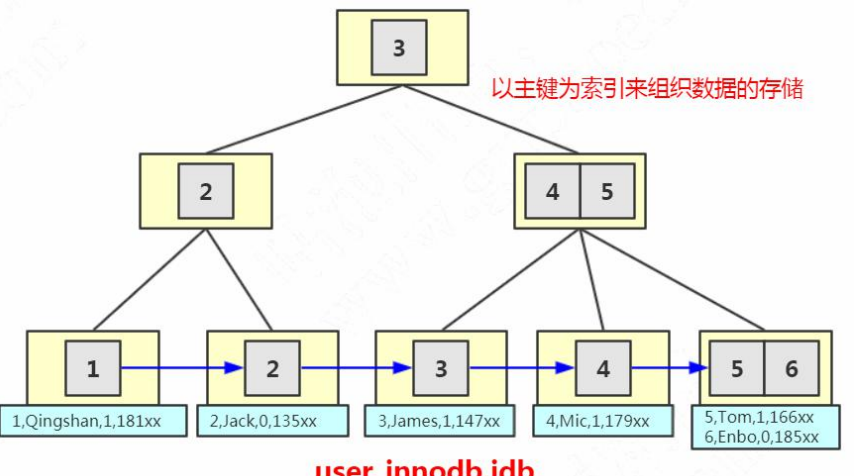 3
以主键为索引来组织数据的存储
2
4 5
1 2 3 4 5 6
1,Qingshan,1,181xx 2,Jack,0,135xx 3,James,1,147xx 4,Mic,1,179xx 5,Tom,1,166xx
6,Enbo,0,185xx
user_innodb.idb